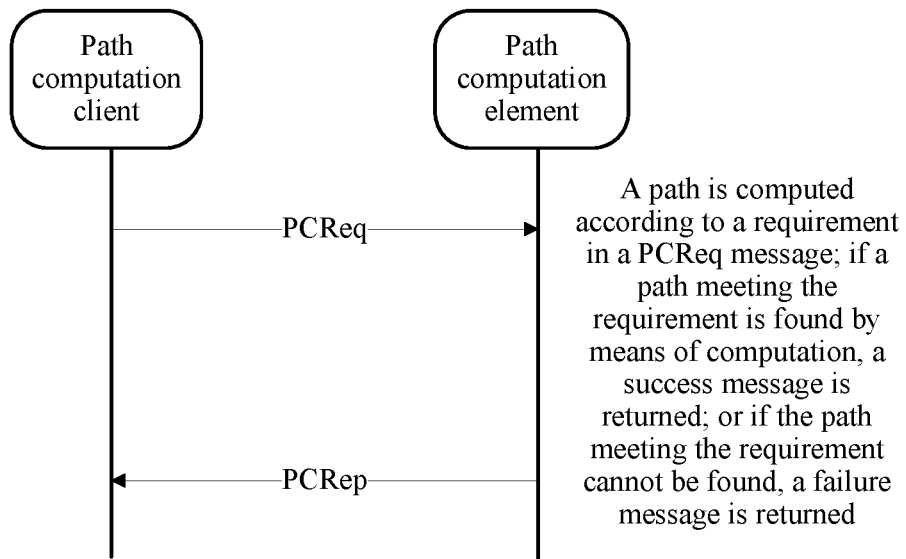 Path
computation
client
Path
computation
element
PCReq
A path is computed
according to a requirement
in a PCReq message; if a
path meeting the
requirement is found by
means of computation, a
success message is
returned; or if the path
meeting the requirement
cannot be found, a failure
message is returned
PCRep